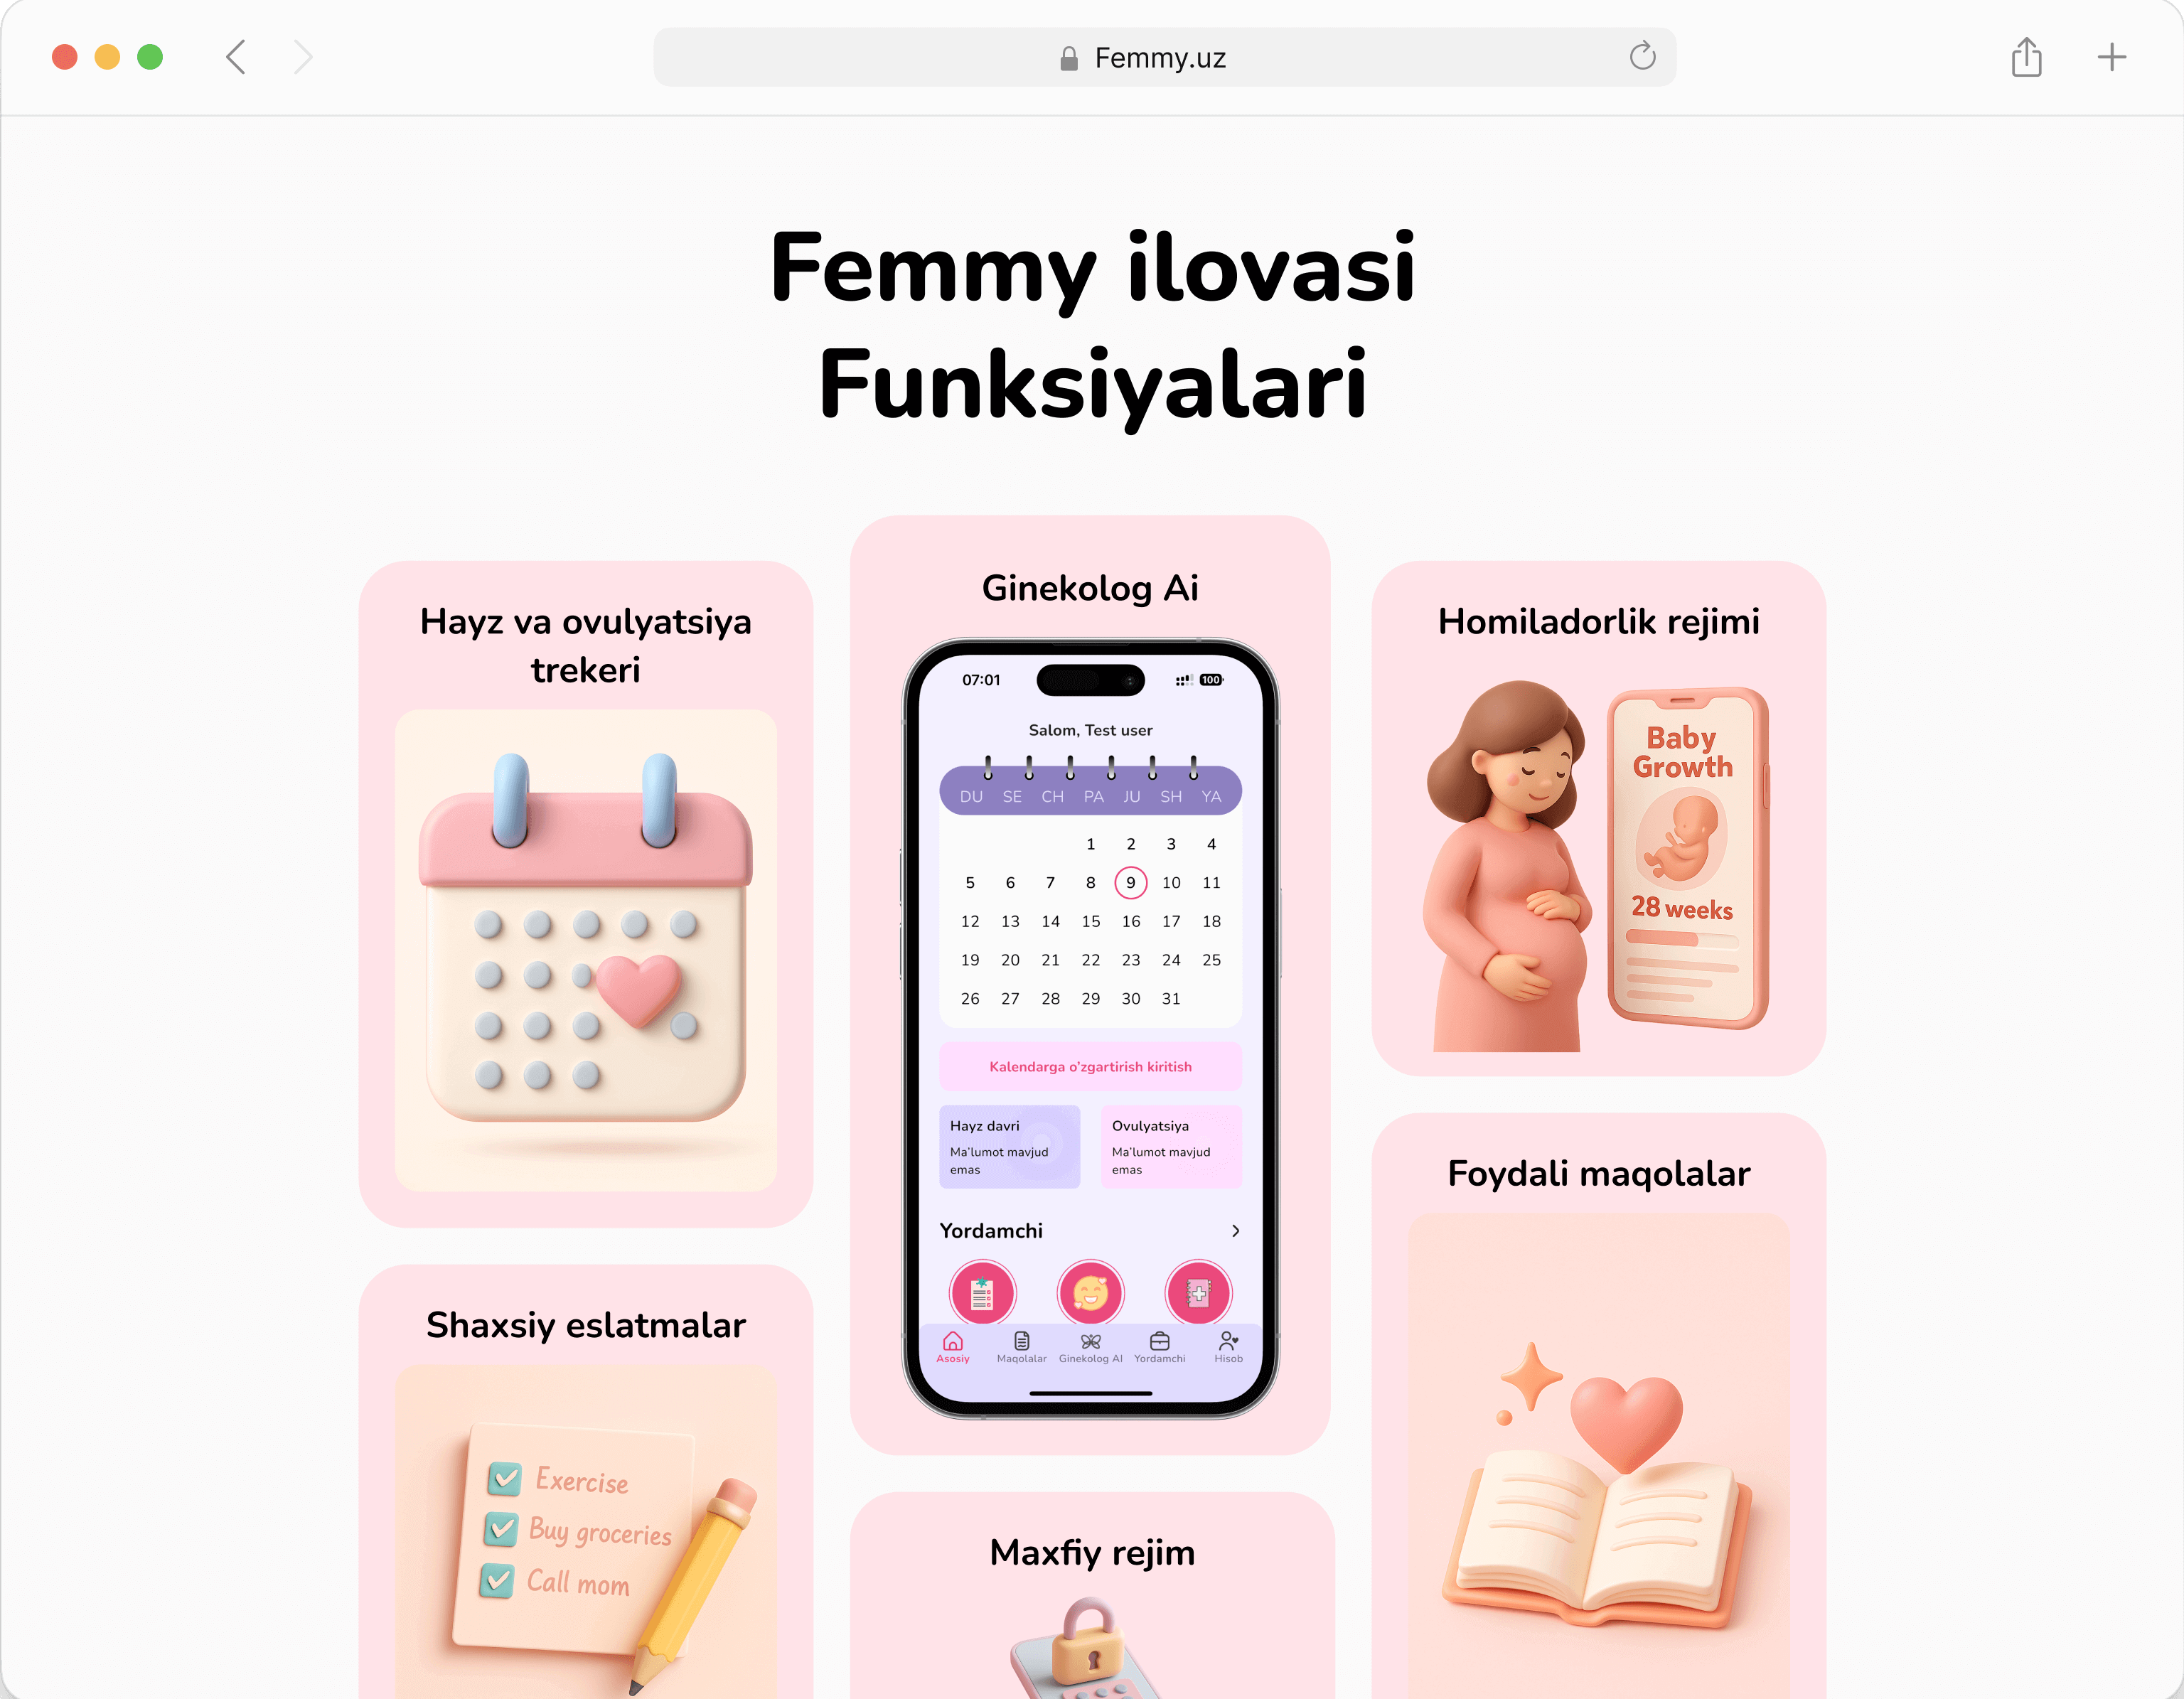 Femmy.uz
Femmy ilovasi
Funksiyalari
Hayz va ovulyatsiya
trekeri
Ginekolog Ai
07:01
100
Salom, Test user
DU SE CH PA JU SH YA
1 2 3 4
5 6 7 8 9 10 11
12 13 14 15 16 17 18
19 20 21 22 23 24 25
26 27 28 29 30 31
Kalendarga o'zgartirish kiritish
Hayz davri
Ma'lumot mavjud
emas
Ovulyatsiya
Ma'lumot mavjud
emas
Yordamchi
Asosiy
Maqolalar
Ginekolog AI
Yordamchi
Hisob
Homiladorlik rejimi
Baby
Growth
28 weeks
Shaxsiy eslatmalar
Exercise
Buy groceries
Call mom
Maxfiy rejim
Foydali maqolalar